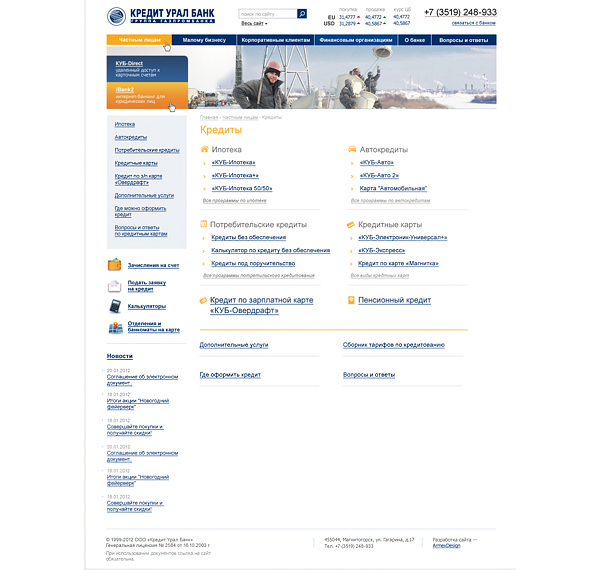 КРЕДИТ УРАЛ БАНК
ГРУППА ГАЗПРОМБАНКА
поиск по сайту
Весь сайт
покупка продажа курс ЦБ
EU 31,4777 40,4772 40,4772
USD 31,2879 40,5867 40,5867
+7 (3519) 248-933
связаться с банком
Частным лицам
Малому бизнесу
Корпоративным клиентам
Финансовым организациям
О банке
Вопросы и ответы
КУБ-Direct
удаленный доступ к
карточным счетам
iBank2
интернет-банкинг для
юридических лиц
Главная - Частным лицам - Кредиты
Кредиты
Ипотека
Автокредиты
Потребительские кредиты
Кредитные карты
Кредит по з/п карте
«Овердрафт»
Дополнительные услуги
Где можно оформить
кредит
Вопросы и ответы
по кредитным картам
Зачисления на счет
Подать заявку
на кредит
Калькуляторы
Отделения и
банкоматы на карте
Новости
20.01.2012
Соглашение об электронном
документ..
18.01.2012
Итоги акции "Новогодний
фейерверк"
18.01.2012
Совершайте покупки и
получайте скидки!
20.01.2012
Соглашение об электронном
документ..
18.01.2012
Итоги акции "Новогодний
фейерверк"
18.01.2012
Совершайте покупки и
получайте скидки!
Ипотека
«КУБ-Ипотека»
«КУБ-Ипотека+»
«КУБ-Ипотека 50/50»
Все программы по ипотеке
Автокредиты
«КУБ-Авто»
«КУБ-Авто 2»
Карта "Автомобильная"
Все программы по автокредитам
Потребительские кредиты
Кредиты без обеспечения
Калькулятор по кредиту без обеспечения
Кредиты под поручительство
Все программы потребительского кредитования
Кредитные карты
«КУБ-Электроник-Универсал+»
«КУБ-Экспресс»
Кредит по карте «Магнитка»
Все виды кредитных карт
Кредит по зарплатной карте
«КУБ-Овердрафт»
Пенсионный кредит
Дополнительные услуги
Сборник тарифов по кредитованию
Где оформить кредит
Вопросы и ответы
© 1999-2012 ООО «Кредит Урал Банк»
Генеральная лицензия № 2584 от 16.10.2003 г
При использовании документов ссылка на сайт
обязательна.
455044, Магнитогорск, ул. Гагарина, д.17
Тел. +7 (3519) 248-933
Разработка сайта —
ArmexDesign